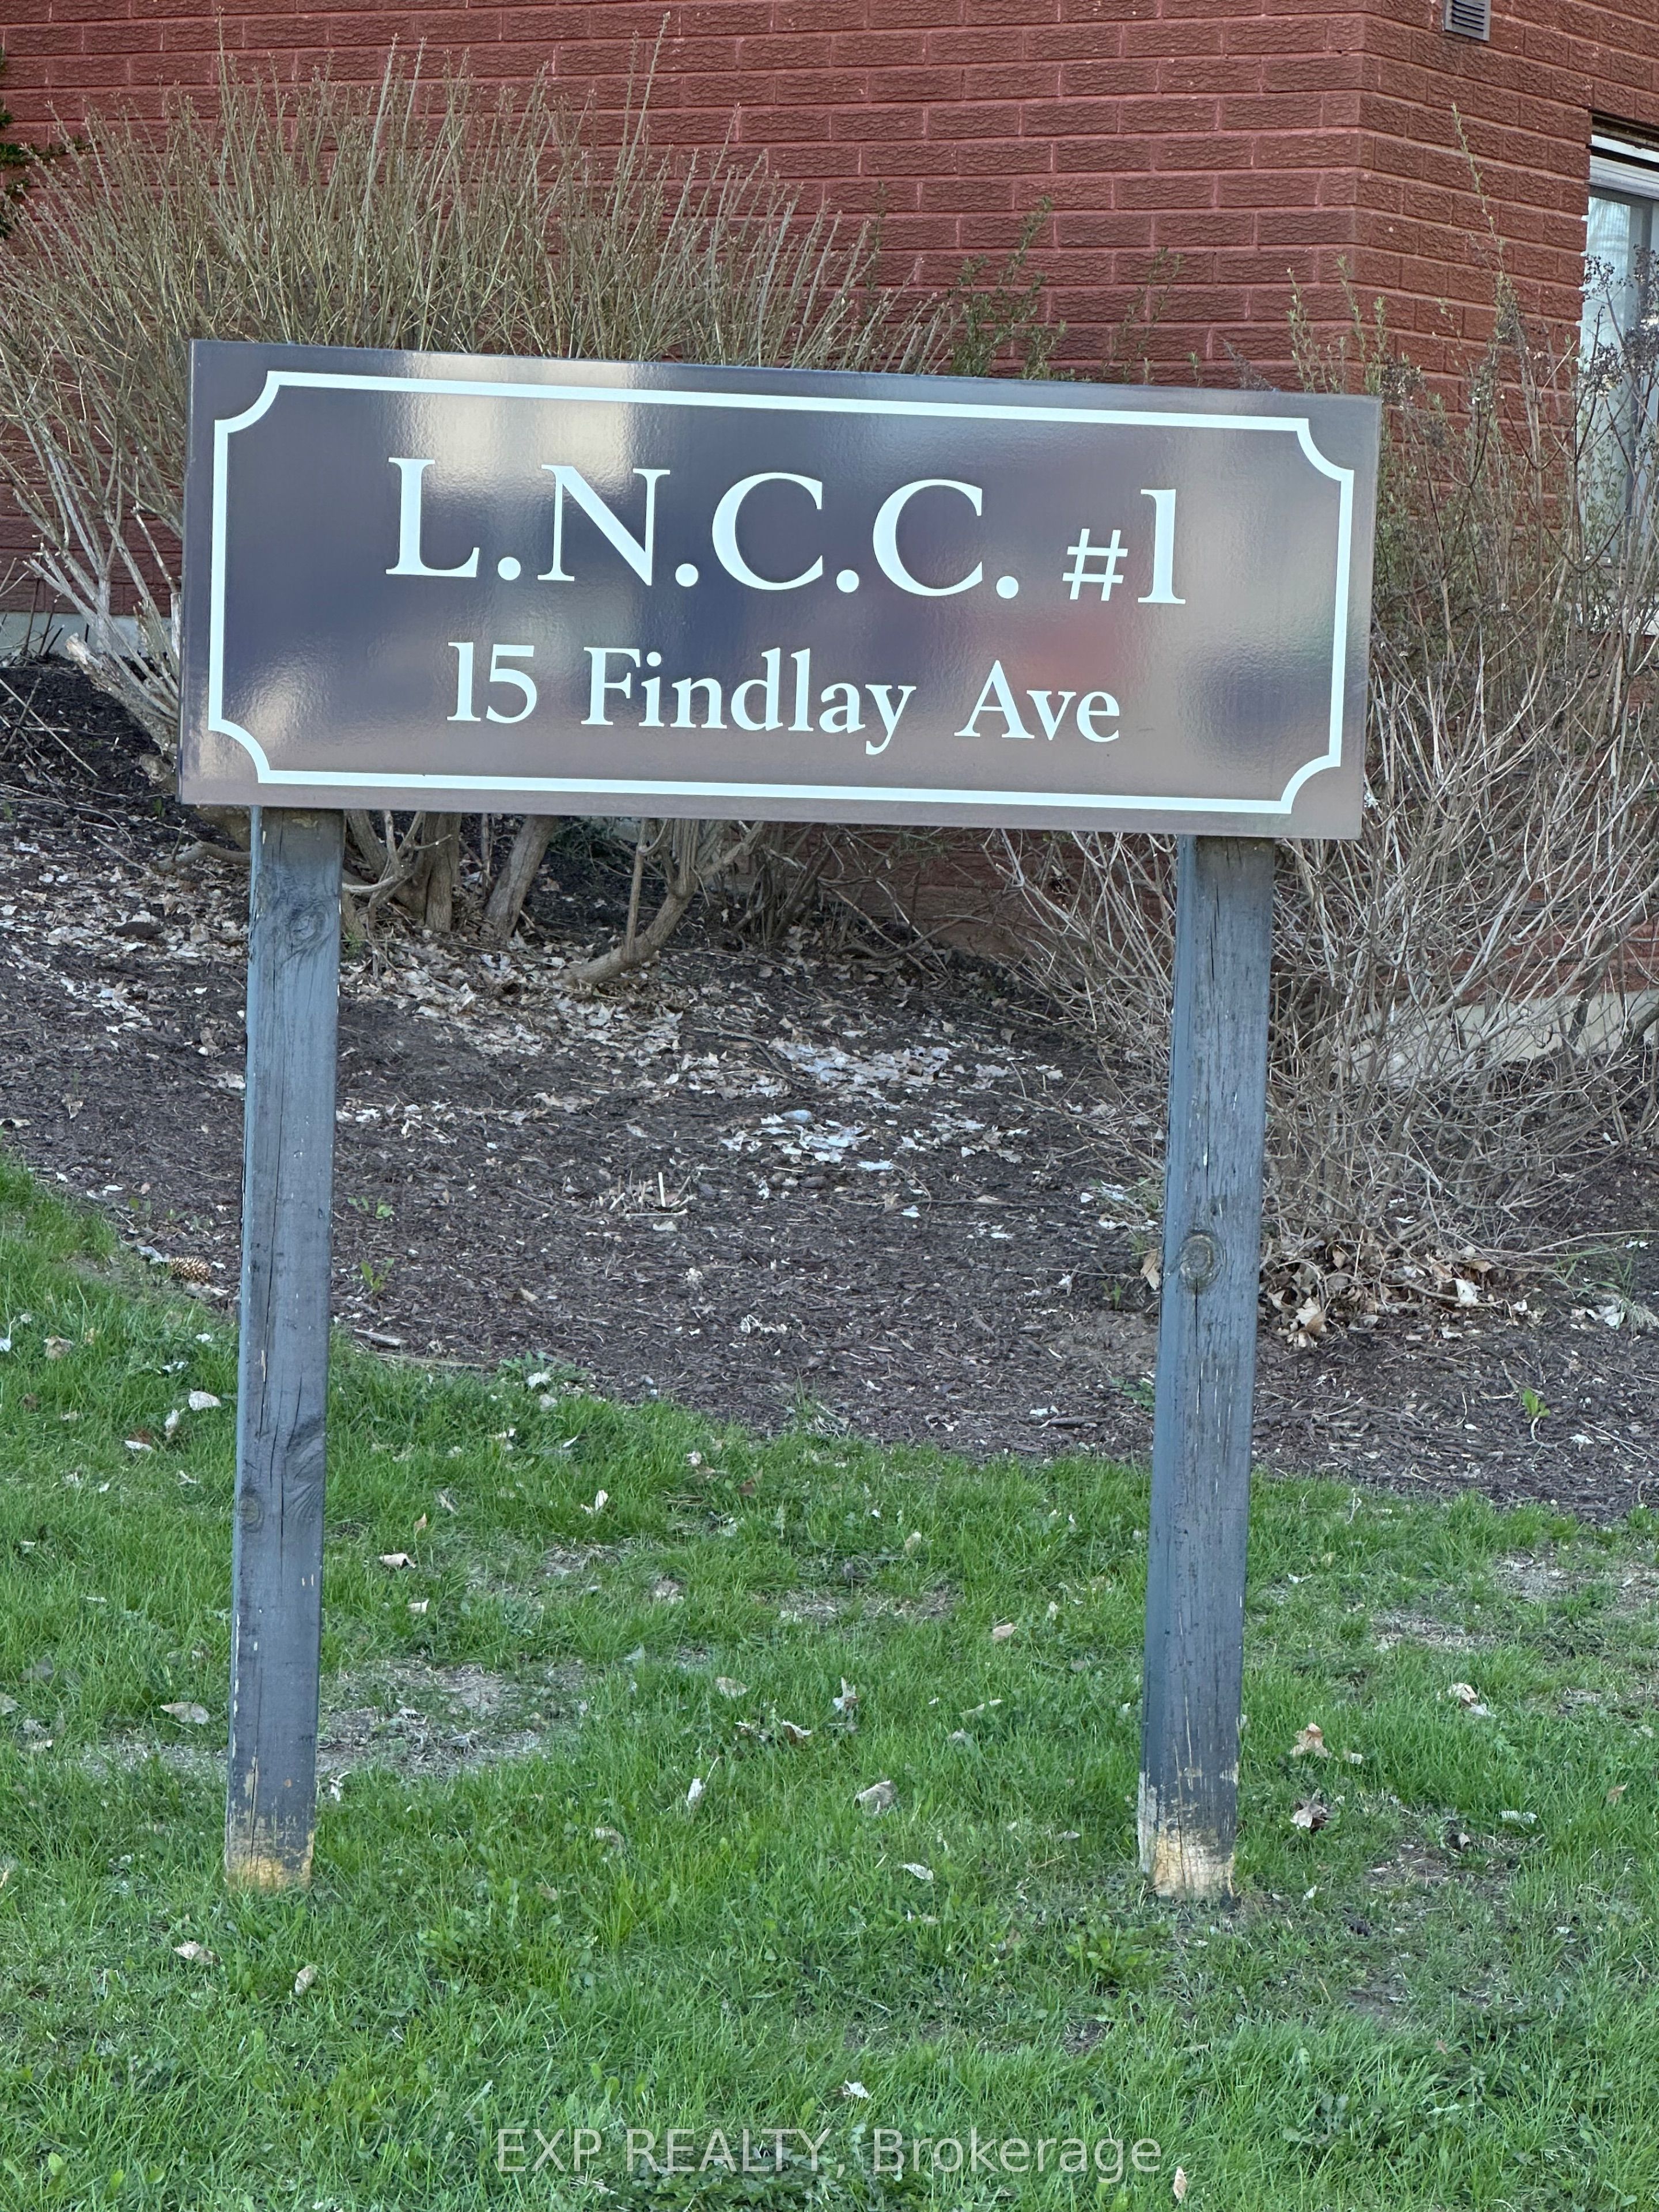 L.N.C.C. #1
15 Findlay Ave
EXP REALTY, Brokerage